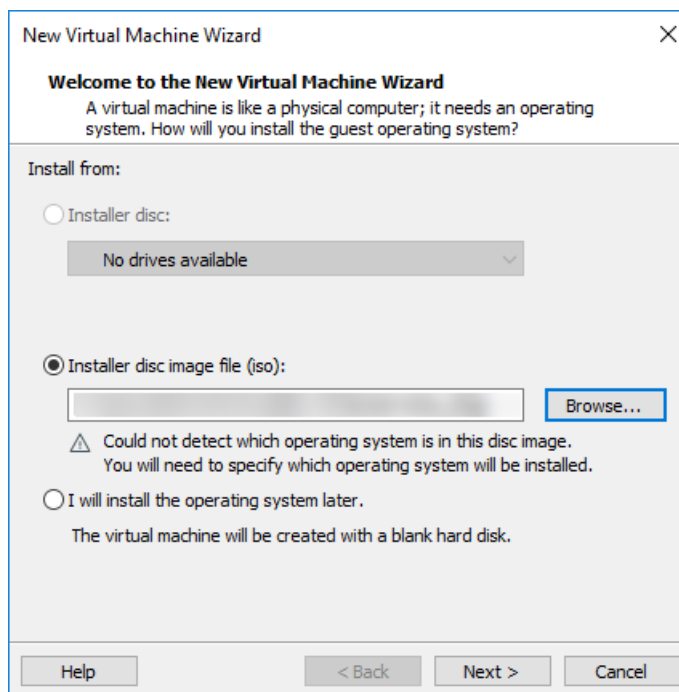 New Virtual Machine Wizard
Welcome to the New Virtual Machine Wizard
A virtual machine is like a physical computer; it needs an operating
system. How will you install the guest operating system?
Install from:
Installer disc:
No drives available
Installer disc image file (iso):
Browse...
Could not detect which operating system is in this disc image.
You will need to specify which operating system will be installed.
I will install the operating system later.
The virtual machine will be created with a blank hard disk.
Help
< Back
Next >
Cancel